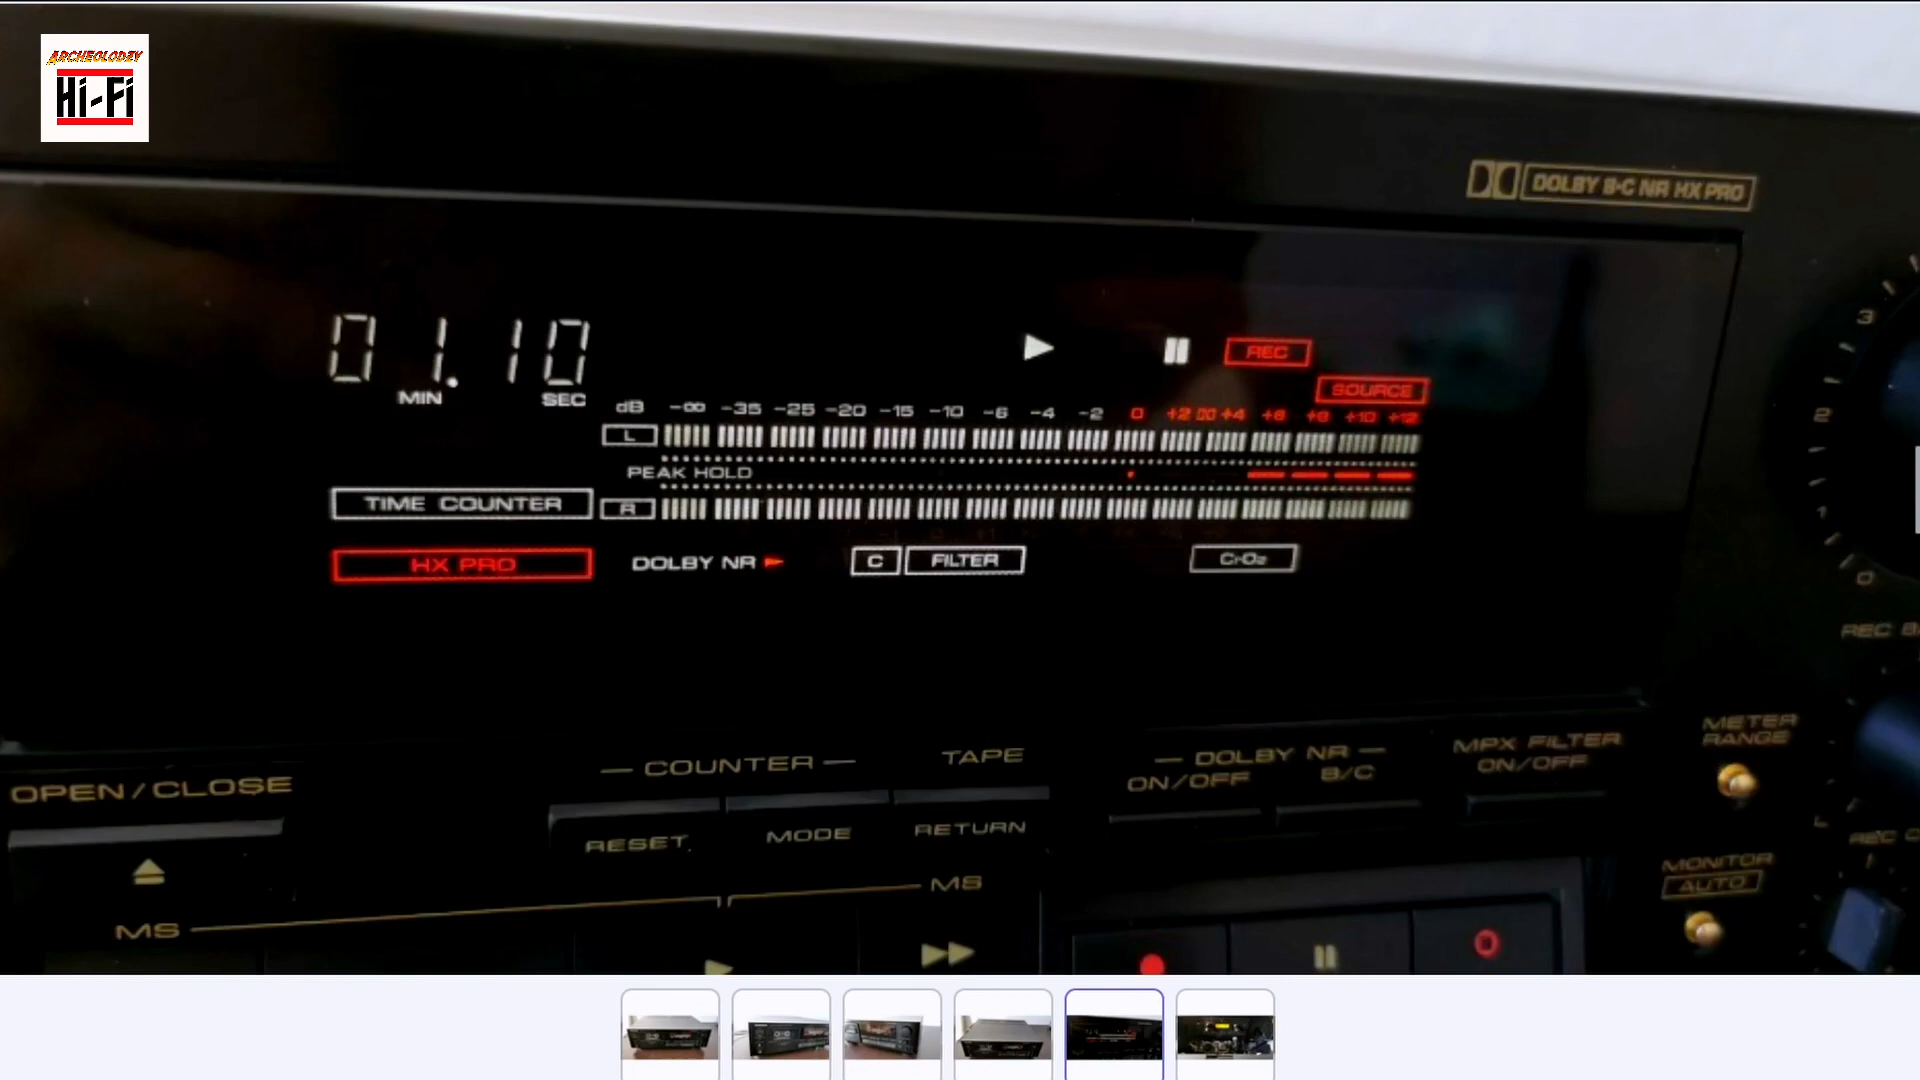 ARCHEOLODZY
Hi-Fi
DOLBY B·C NR HX PRO
01.10
MIN
SEC
REC
SOURCE
dB -∞ -35 -25 -20 -15 -10 -6 -4 -2 0 +2 +4 +6 +8 +10 +12
L
PEAK HOLD
R
TIME COUNTER
HX PRO
DOLBY NR
C
FILTER
CrO2
3
2
1
0
REC
METER
RANGE
OPEN/CLOSE
COUNTER
TAPE
DOLBY NR
ON/OFF
B/C
MPX FILTER
ON/OFF
RESET
MODE
RETURN
MS
MS
MONITOR
AUTO
L
REC